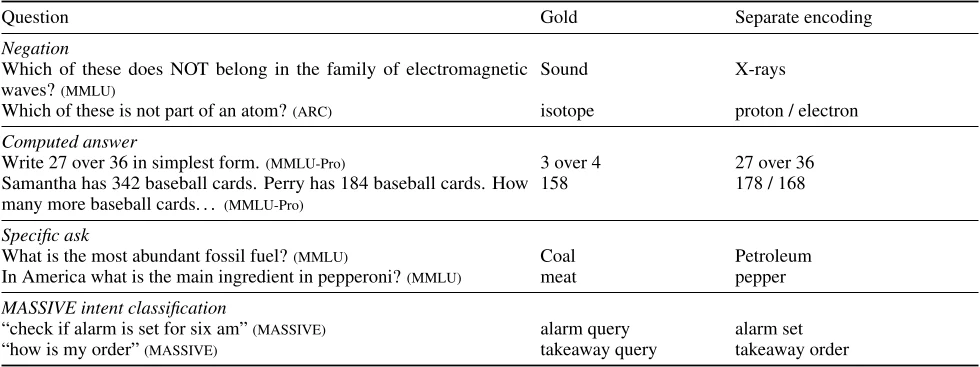 Question Gold Separate encoding
Negation
Which of these does NOT belong in the family of electromagnetic Sound X-rays
waves? (MMLU)
Which of these is not part of an atom? (ARC) isotope proton / electron
Computed answer
Write 27 over 36 in simplest form. (MMLU-Pro) 3 over 4 27 over 36
Samantha has 342 baseball cards. Perry has 184 baseball cards. How 158 178 / 168
many more baseball cards... (MMLU-Pro)
Specific ask
What is the most abundant fossil fuel? (MMLU) Coal Petroleum
In America what is the main ingredient in pepperoni? (MMLU) meat pepper
MASSIVE intent classification
“check if alarm is set for six am” (MASSIVE) alarm query alarm set
“how is my order” (MASSIVE) takeaway query takeaway order